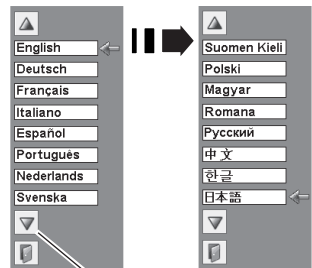 English
Deutsch
Français
Italiano
Español
Português
Nederlands
Svenska
Suomen Kieli
Polski
Magyar
Romana
Русский
中文
한글
日本語